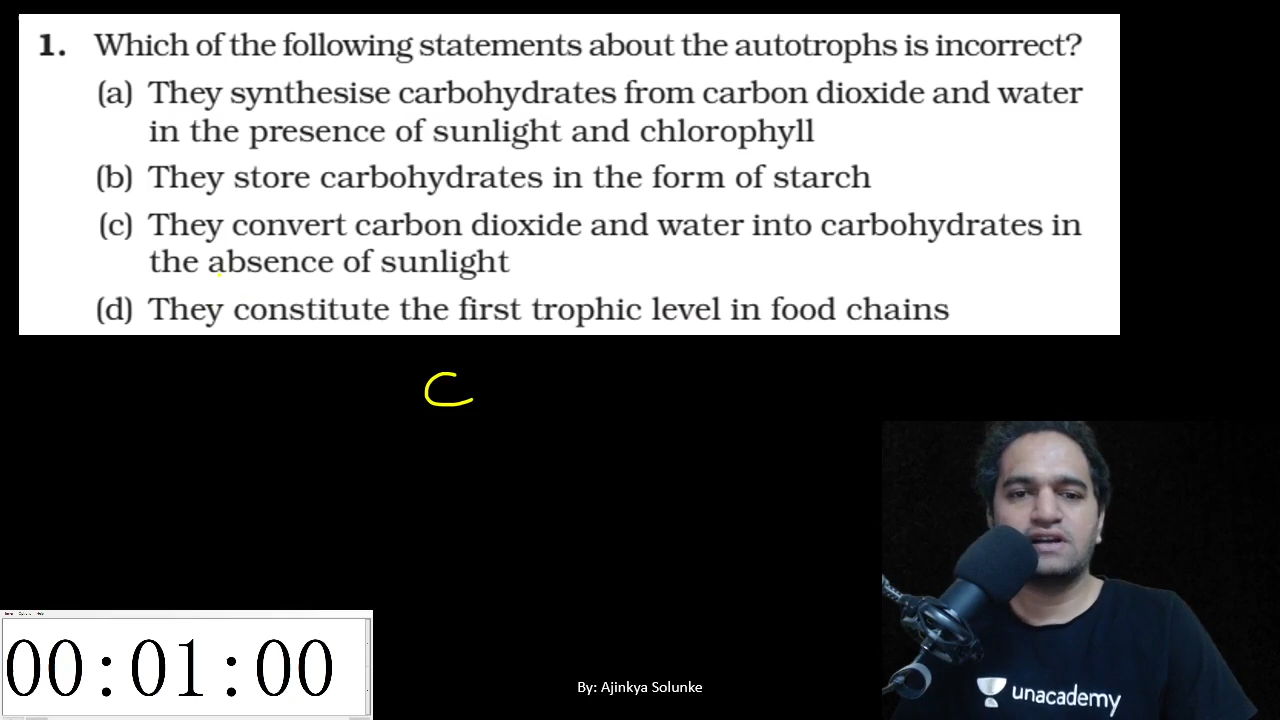 1. Which of the following statements about the autotrophs is incorrect?
(a) They synthesise carbohydrates from carbon dioxide and water
in the presence of sunlight and chlorophyll
(b) They store carbohydrates in the form of starch
(c) They convert carbon dioxide and water into carbohydrates in
the absence of sunlight
(d) They constitute the first trophic level in food chains
C
00:01:00
By: Ajinkya Solunke
unacademy